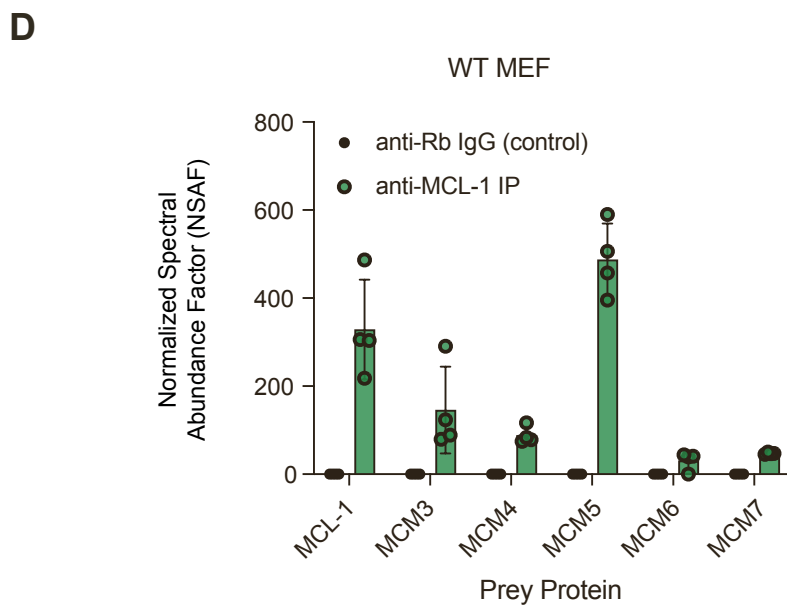 D
WT MEF
Normalized Spectral
Abundance Factor (NSAF)
800
600
400
200
0
anti-Rb IgG (control)
anti-MCL-1 IP
MCL-1
MCM3
MCM4
MCM5
MCM6
MCM7
Prey Protein